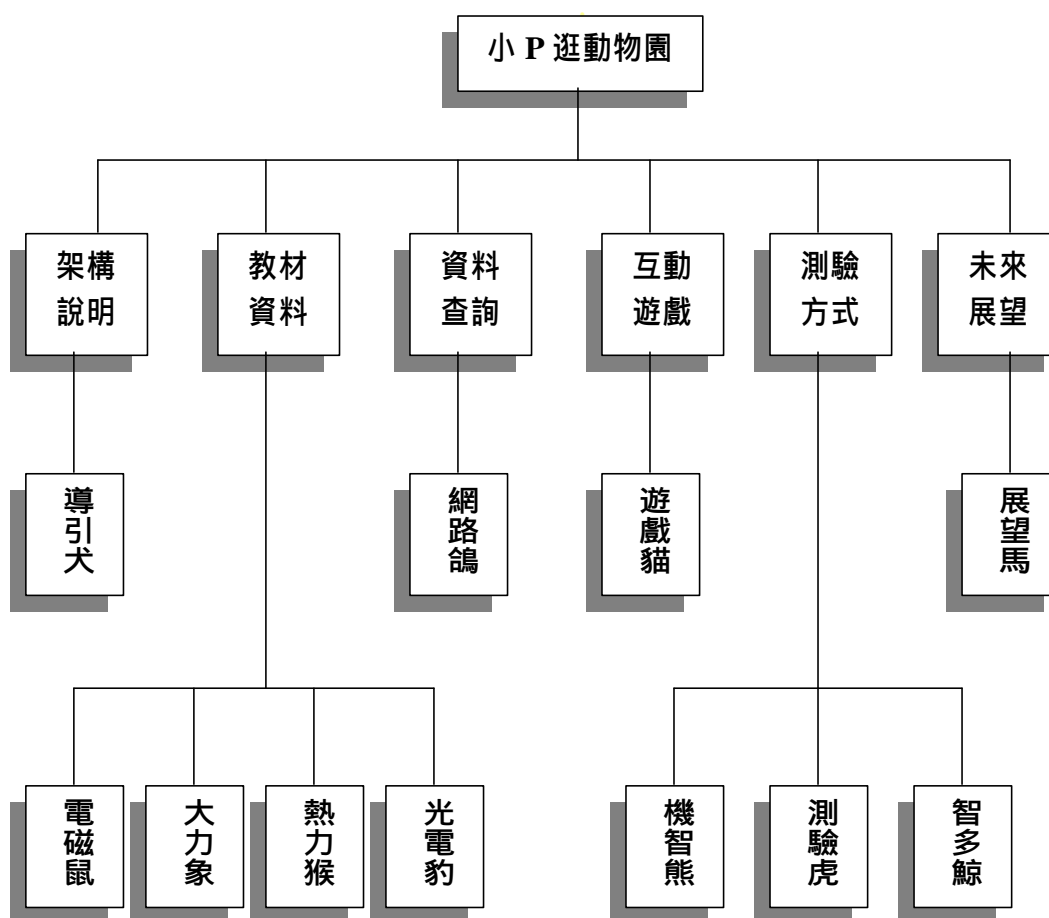 小 P 逛動物園
架構
說明
教材
資料
資料
查詢
互動
遊戲
測驗
方式
未來
展望
導引犬
網路鴿
遊戲貓
展望馬
電磁鼠
大力象
熱力猴
光電豹
機智熊
測驗虎
智多鯨